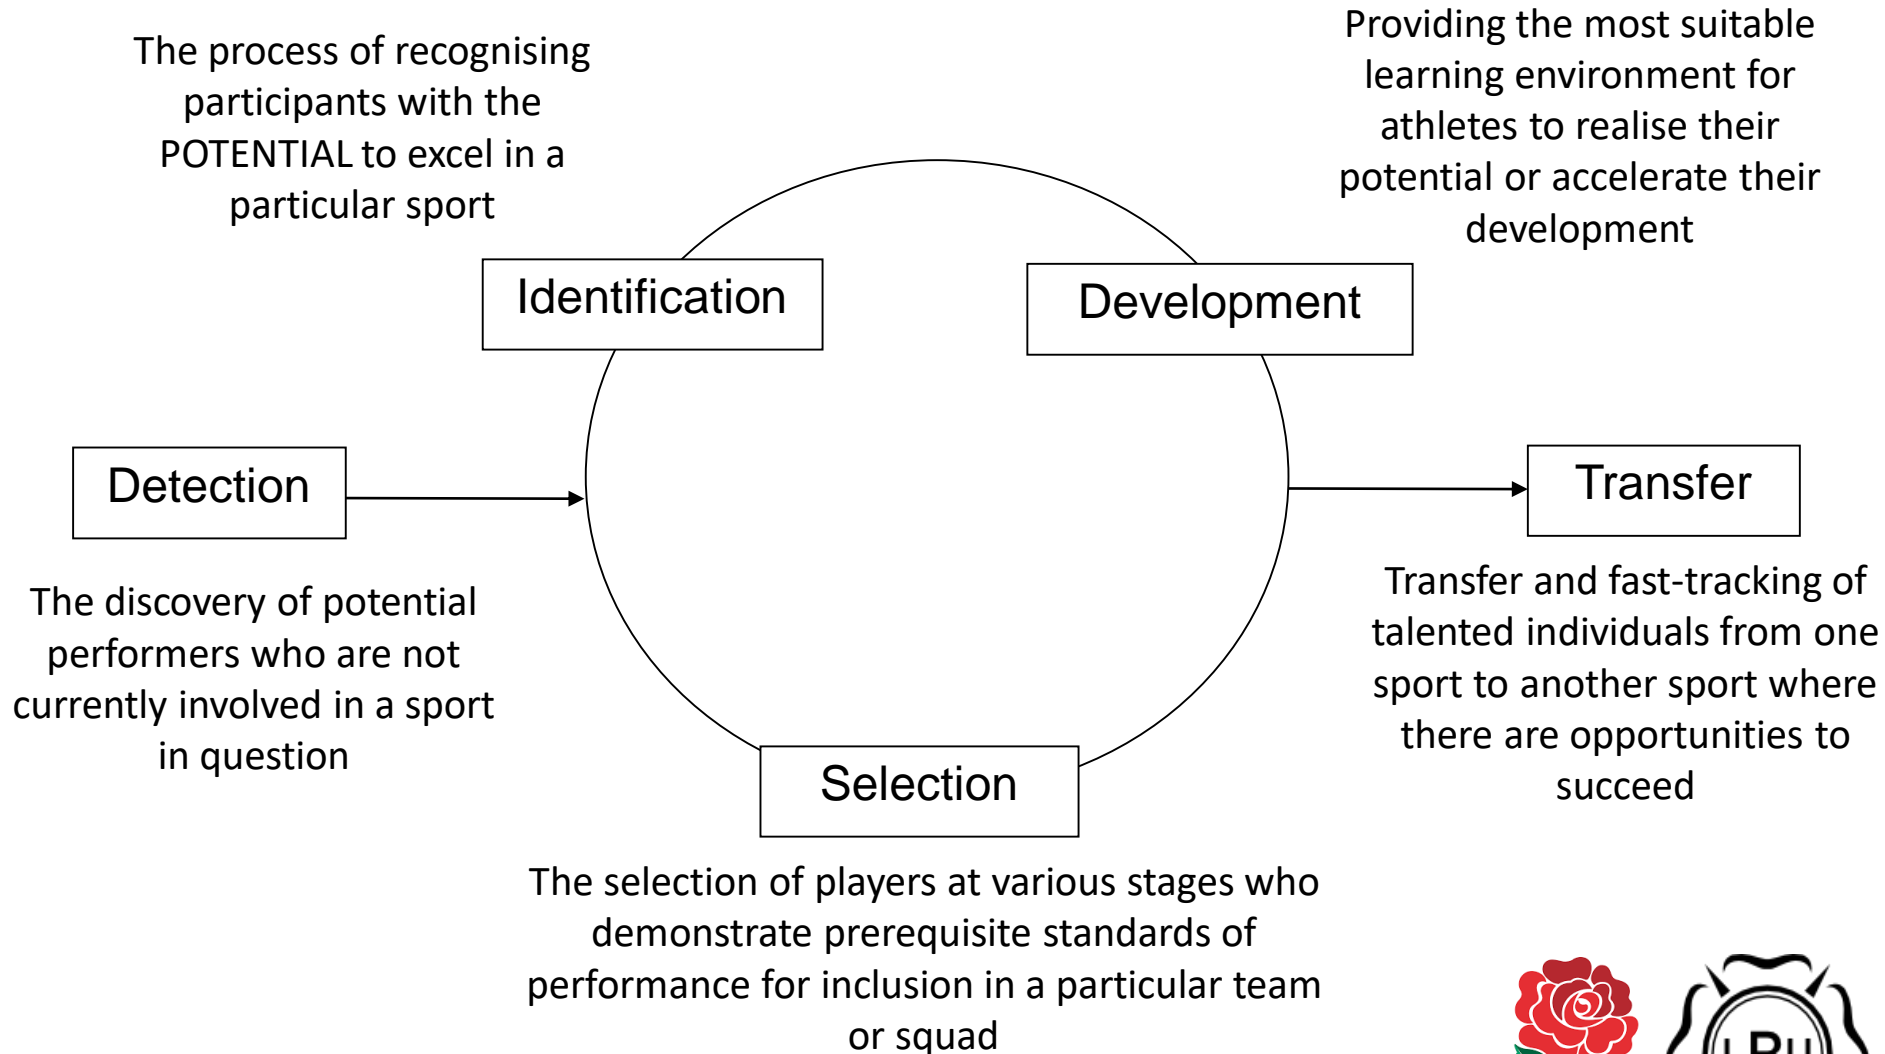 The process of recognising
participants with the
POTENTIAL to excel in a
particular sport
Providing the most suitable
learning environment for
athletes to realise their
potential or accelerate their
development
Identification
Development
Detection
Transfer
The discovery of potential
performers who are not
currently involved in a sport
in question
Transfer and fast-tracking of
talented individuals from one
sport to another sport where
there are opportunities to
succeed
Selection
The selection of players at various stages who
demonstrate prerequisite standards of
performance for inclusion in a particular team
or squad